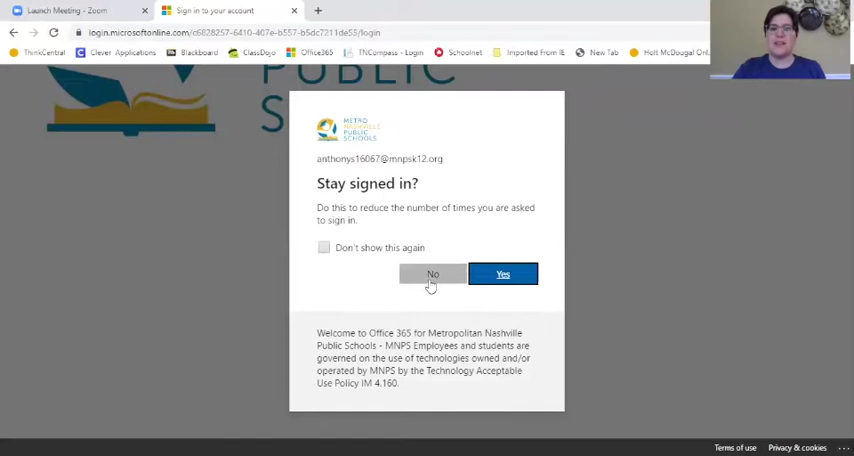 Launch Meeting - Zoom
Sign in to your account
login.microsoftonline.com/c6828257-6410-407e-b557-b5dc7211de55/login
ThinkCentral Clever Applications Blackboard ClassDojo Office365 TNCompass - Login Schoolnet Imported From IE New Tab Holt McDougal Onl...
PUBLIC
METRO
NASHVILLE
PUBLIC
SCHOOLS
anthonys16067@mnpsk12.org
Stay signed in?
Do this to reduce the number of times you are asked
to sign in.
Don't show this again
No Yes
Welcome to Office 365 for Metropolitan Nashville
Public Schools - MNPS Employees and students are
governed on the use of technologies owned and/or
operated by MNPS by the Technology Acceptable
Use Policy IM 4.160.
Terms of use Privacy & cookies ...